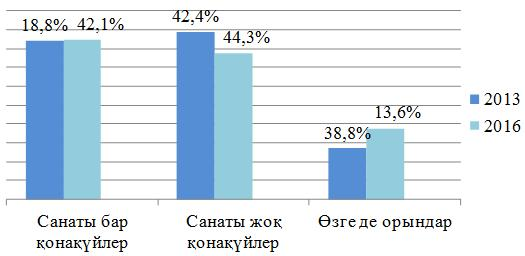 18,8% 42,1%
42,4%
44,3%
38,8%
13,6%
2013
2016
Санаты бар
қонақүйлер
Санаты жоқ
қонақүйлер
Өзге де орындар